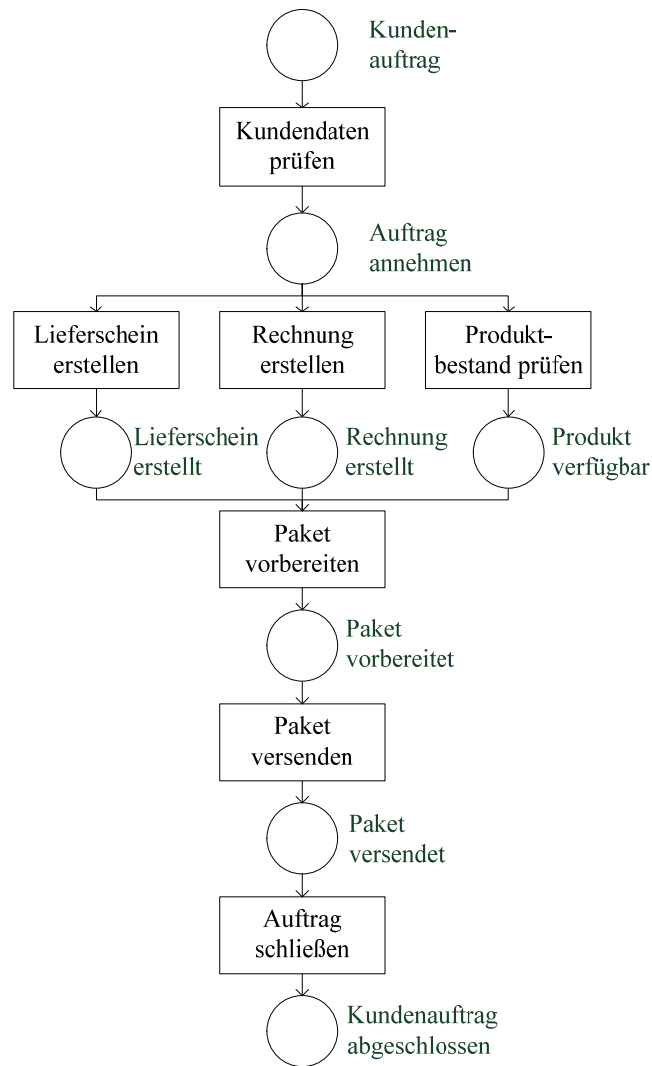 Kunden-
auftrag
Kundendaten
prüfen
Auftrag
annehmen
Lieferschein
erstellen
Rechnung
erstellen
Produkt-
bestand prüfen
Lieferschein
erstellt
Rechnung
erstellt
Produkt
verfügbar
Paket
vorbereiten
Paket
vorbereitet
Paket
versenden
Paket
versendet
Auftrag
schließen
Kundenauftrag
abgeschlossen